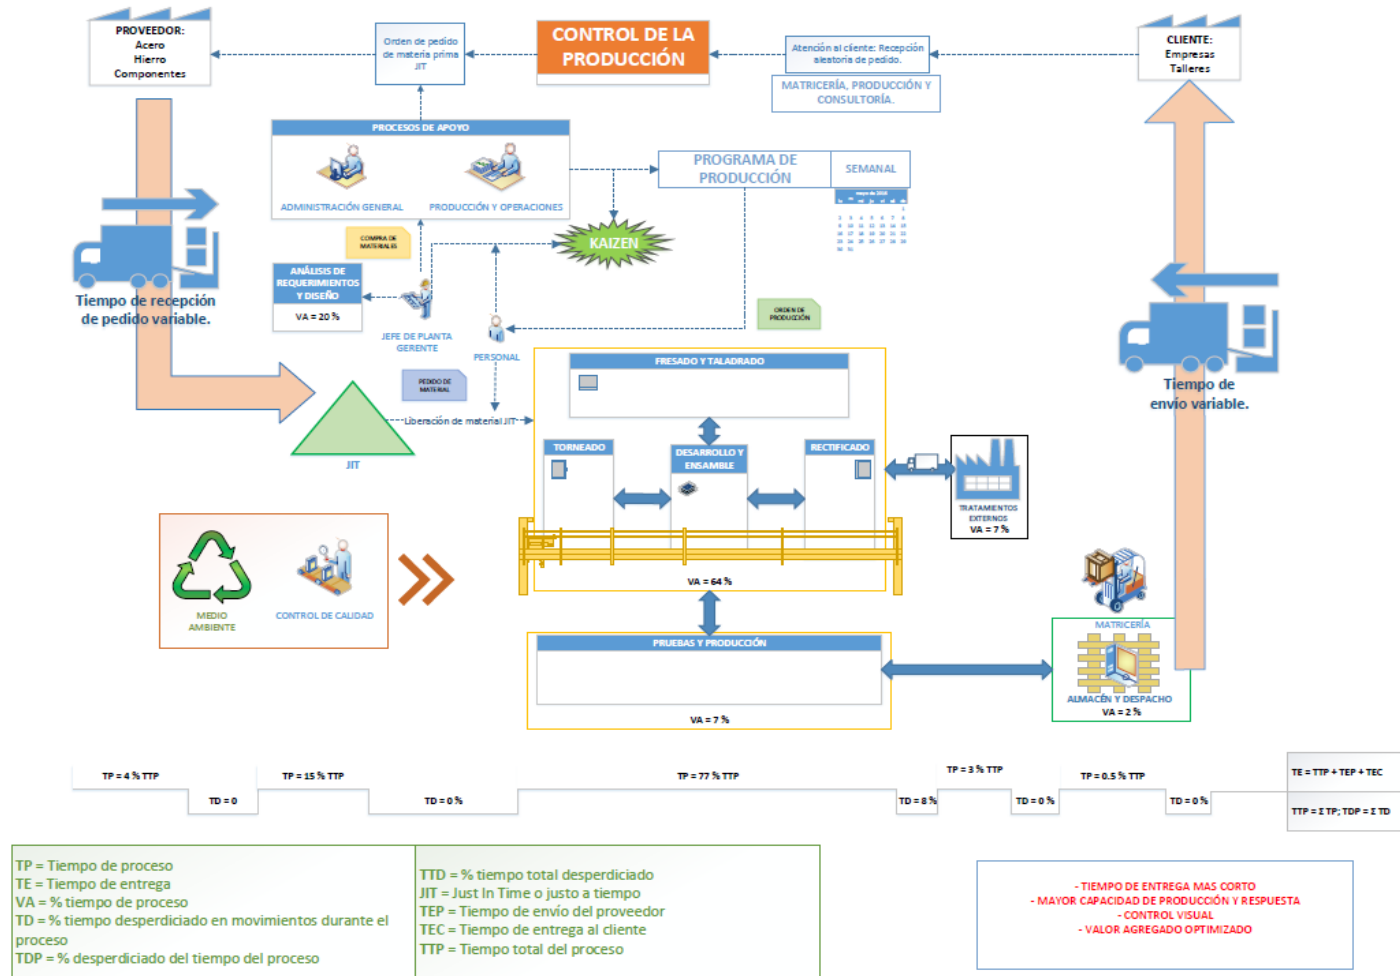 PROVEEDOR:
Acero
Hierro
Componentes
Orden de pedido
de materia prima
JIT
CONTROL DE LA
PRODUCCIÓN
Atención al cliente: Recepción
aleatoria de pedido.
MATRICERÍA, PRODUCCIÓN Y
CONSULTORÍA.
CLIENTE:
Empresas
Talleres
PROCESOS DE APOYO
ADMINISTRACIÓN GENERAL
PRODUCCIÓN Y OPERACIONES
PROGRAMA DE
PRODUCCIÓN
SEMANAL
COMPRA DE
MATERIALES
KAIZEN
ANÁLISIS DE
REQUERIMIENTOS
Y DISEÑO
VA = 20 %
Tiempo de recepción
de pedido variable.
JEFE DE PLANTA
GERENTE
PERSONAL
ORDEN DE
PRODUCCIÓN
PEDIDO DE
MATERIAL
Liberación de material JIT
JIT
FRESADO Y TALADRADO
TORNEADO
DESARROLLO Y
ENSAMBLE
RECTIFICADO
Tiempo de
envío variable.
TRATAMIENTOS
EXTERNOS
VA = 7 %
VA = 64 %
MEDIO
AMBIENTE
CONTROL DE CALIDAD
PRUEBAS Y PRODUCCIÓN
VA = 7 %
MATRICERÍA
ALMACÉN Y DESPACHO
VA = 2 %
TP = 4 % TTP
TD = 0
TP = 15 % TTP
TD = 0 %
TP = 77 % TTP
TD = 8 %
TP = 3 % TTP
TD = 0 %
TP = 0.5 % TTP
TD = 0 %
TE = TTP + TEP + TEC
TTP = Σ TP; TDP = Σ TD
TP = Tiempo de proceso
TE = Tiempo de entrega
VA = % tiempo de proceso
TD = % tiempo desperdiciado en movimientos durante el
proceso
TDP = % desperdiciado del tiempo del proceso
TTD = % tiempo total desperdiciado
JIT = Just In Time o justo a tiempo
TEP = Tiempo de envío del proveedor
TEC = Tiempo de entrega al cliente
TTP = Tiempo total del proceso
- TIEMPO DE ENTREGA MAS CORTO
- MAYOR CAPACIDAD DE PRODUCCIÓN Y RESPUESTA
- CONTROL VISUAL
- VALOR AGREGADO OPTIMIZADO